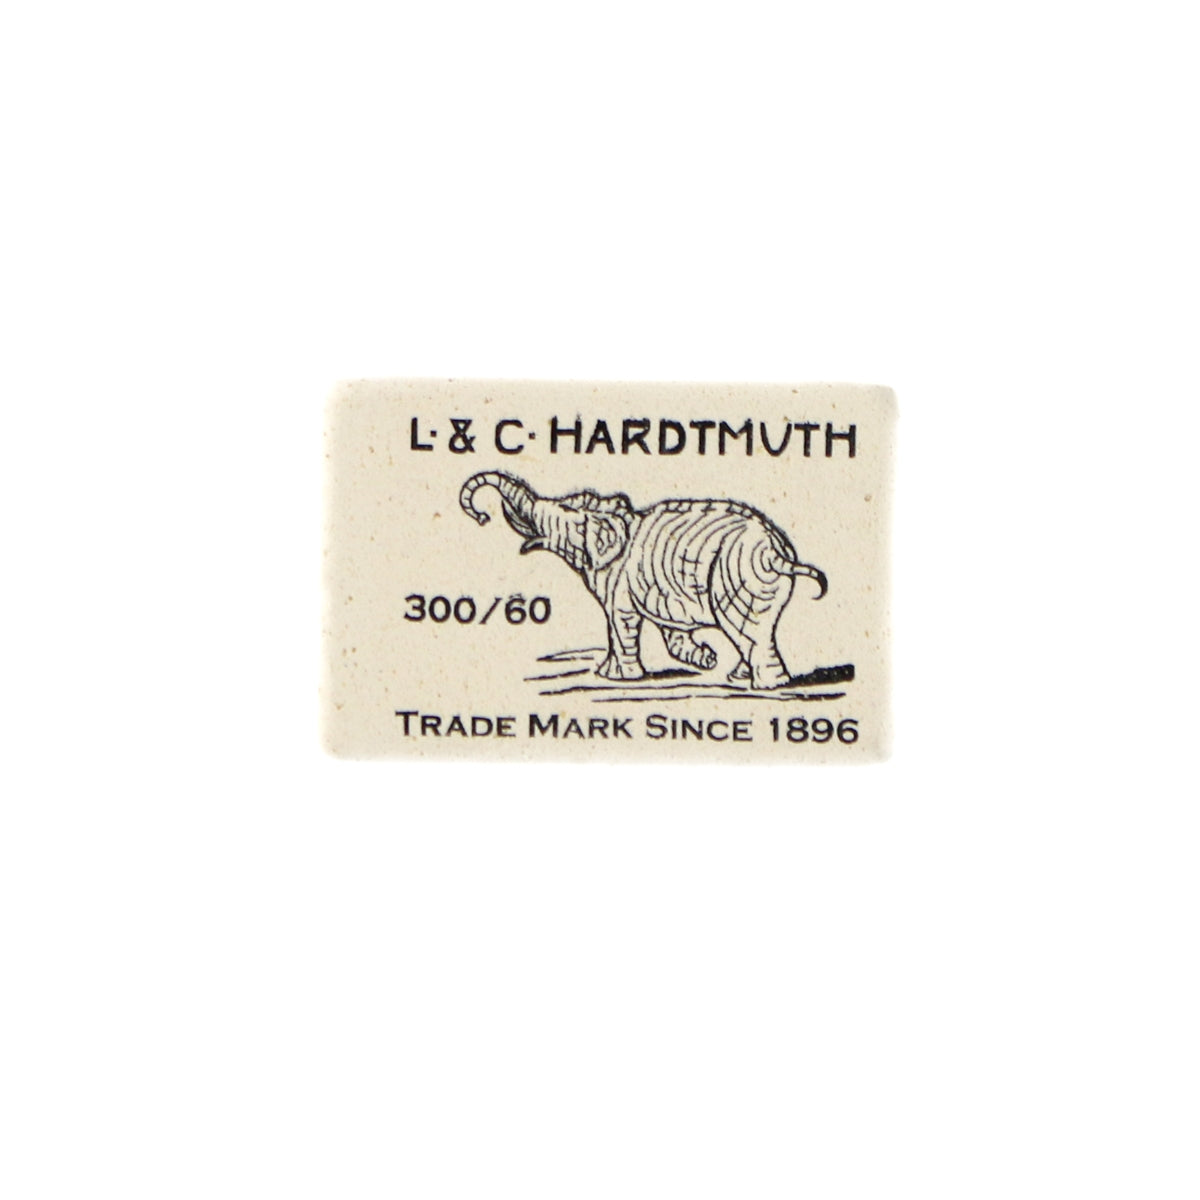 L. & C. HARDTMUTH
300/60
TRADE MARK SINCE 1896